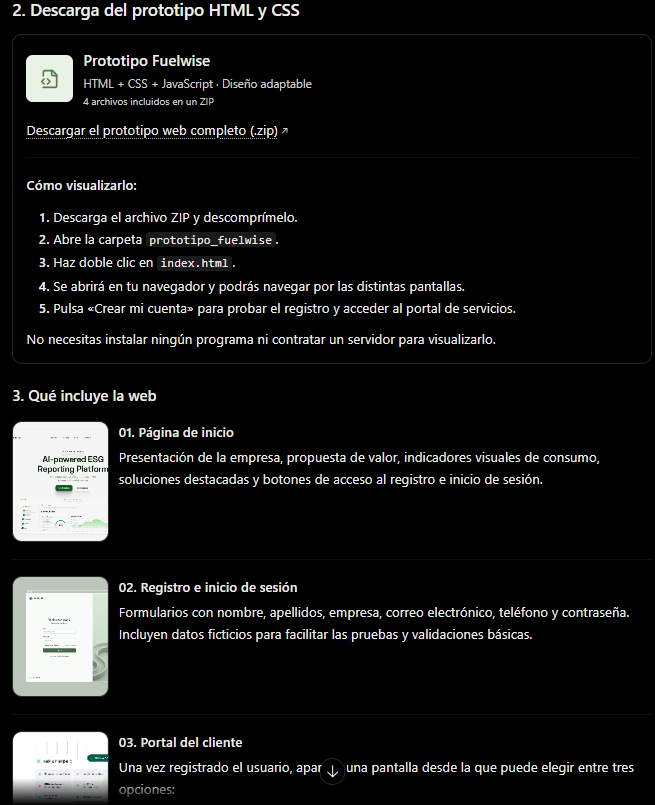 2. Descarga del prototipo HTML y CSS
Prototipo Fuelwise
HTML + CSS + JavaScript · Diseño adaptable
4 archivos incluidos en un ZIP
Descargar el prototipo web completo (.zip) ↗
Cómo visualizarlo:
1. Descarga el archivo ZIP y descomprímelo.
2. Abre la carpeta prototipo_fuelwise.
3. Haz doble clic en index.html.
4. Se abrirá en tu navegador y podrás navegar por las distintas pantallas.
5. Pulsa «Crear mi cuenta» para probar el registro y acceder al portal de servicios.
No necesitas instalar ningún programa ni contratar un servidor para visualizarlo.
3. Qué incluye la web
AI-powered ESG
Reporting Platform
01. Página de inicio
Presentación de la empresa, propuesta de valor, indicadores visuales de consumo,
soluciones destacadas y botones de acceso al registro e inicio de sesión.
02. Registro e inicio de sesión
Formularios con nombre, apellidos, empresa, correo electrónico, teléfono y contraseña.
Incluyen datos ficticios para facilitar las pruebas y validaciones básicas.
03. Portal del cliente
Una vez registrado el usuario, apar una pantalla desde la que puede elegir entre tres
opciones: